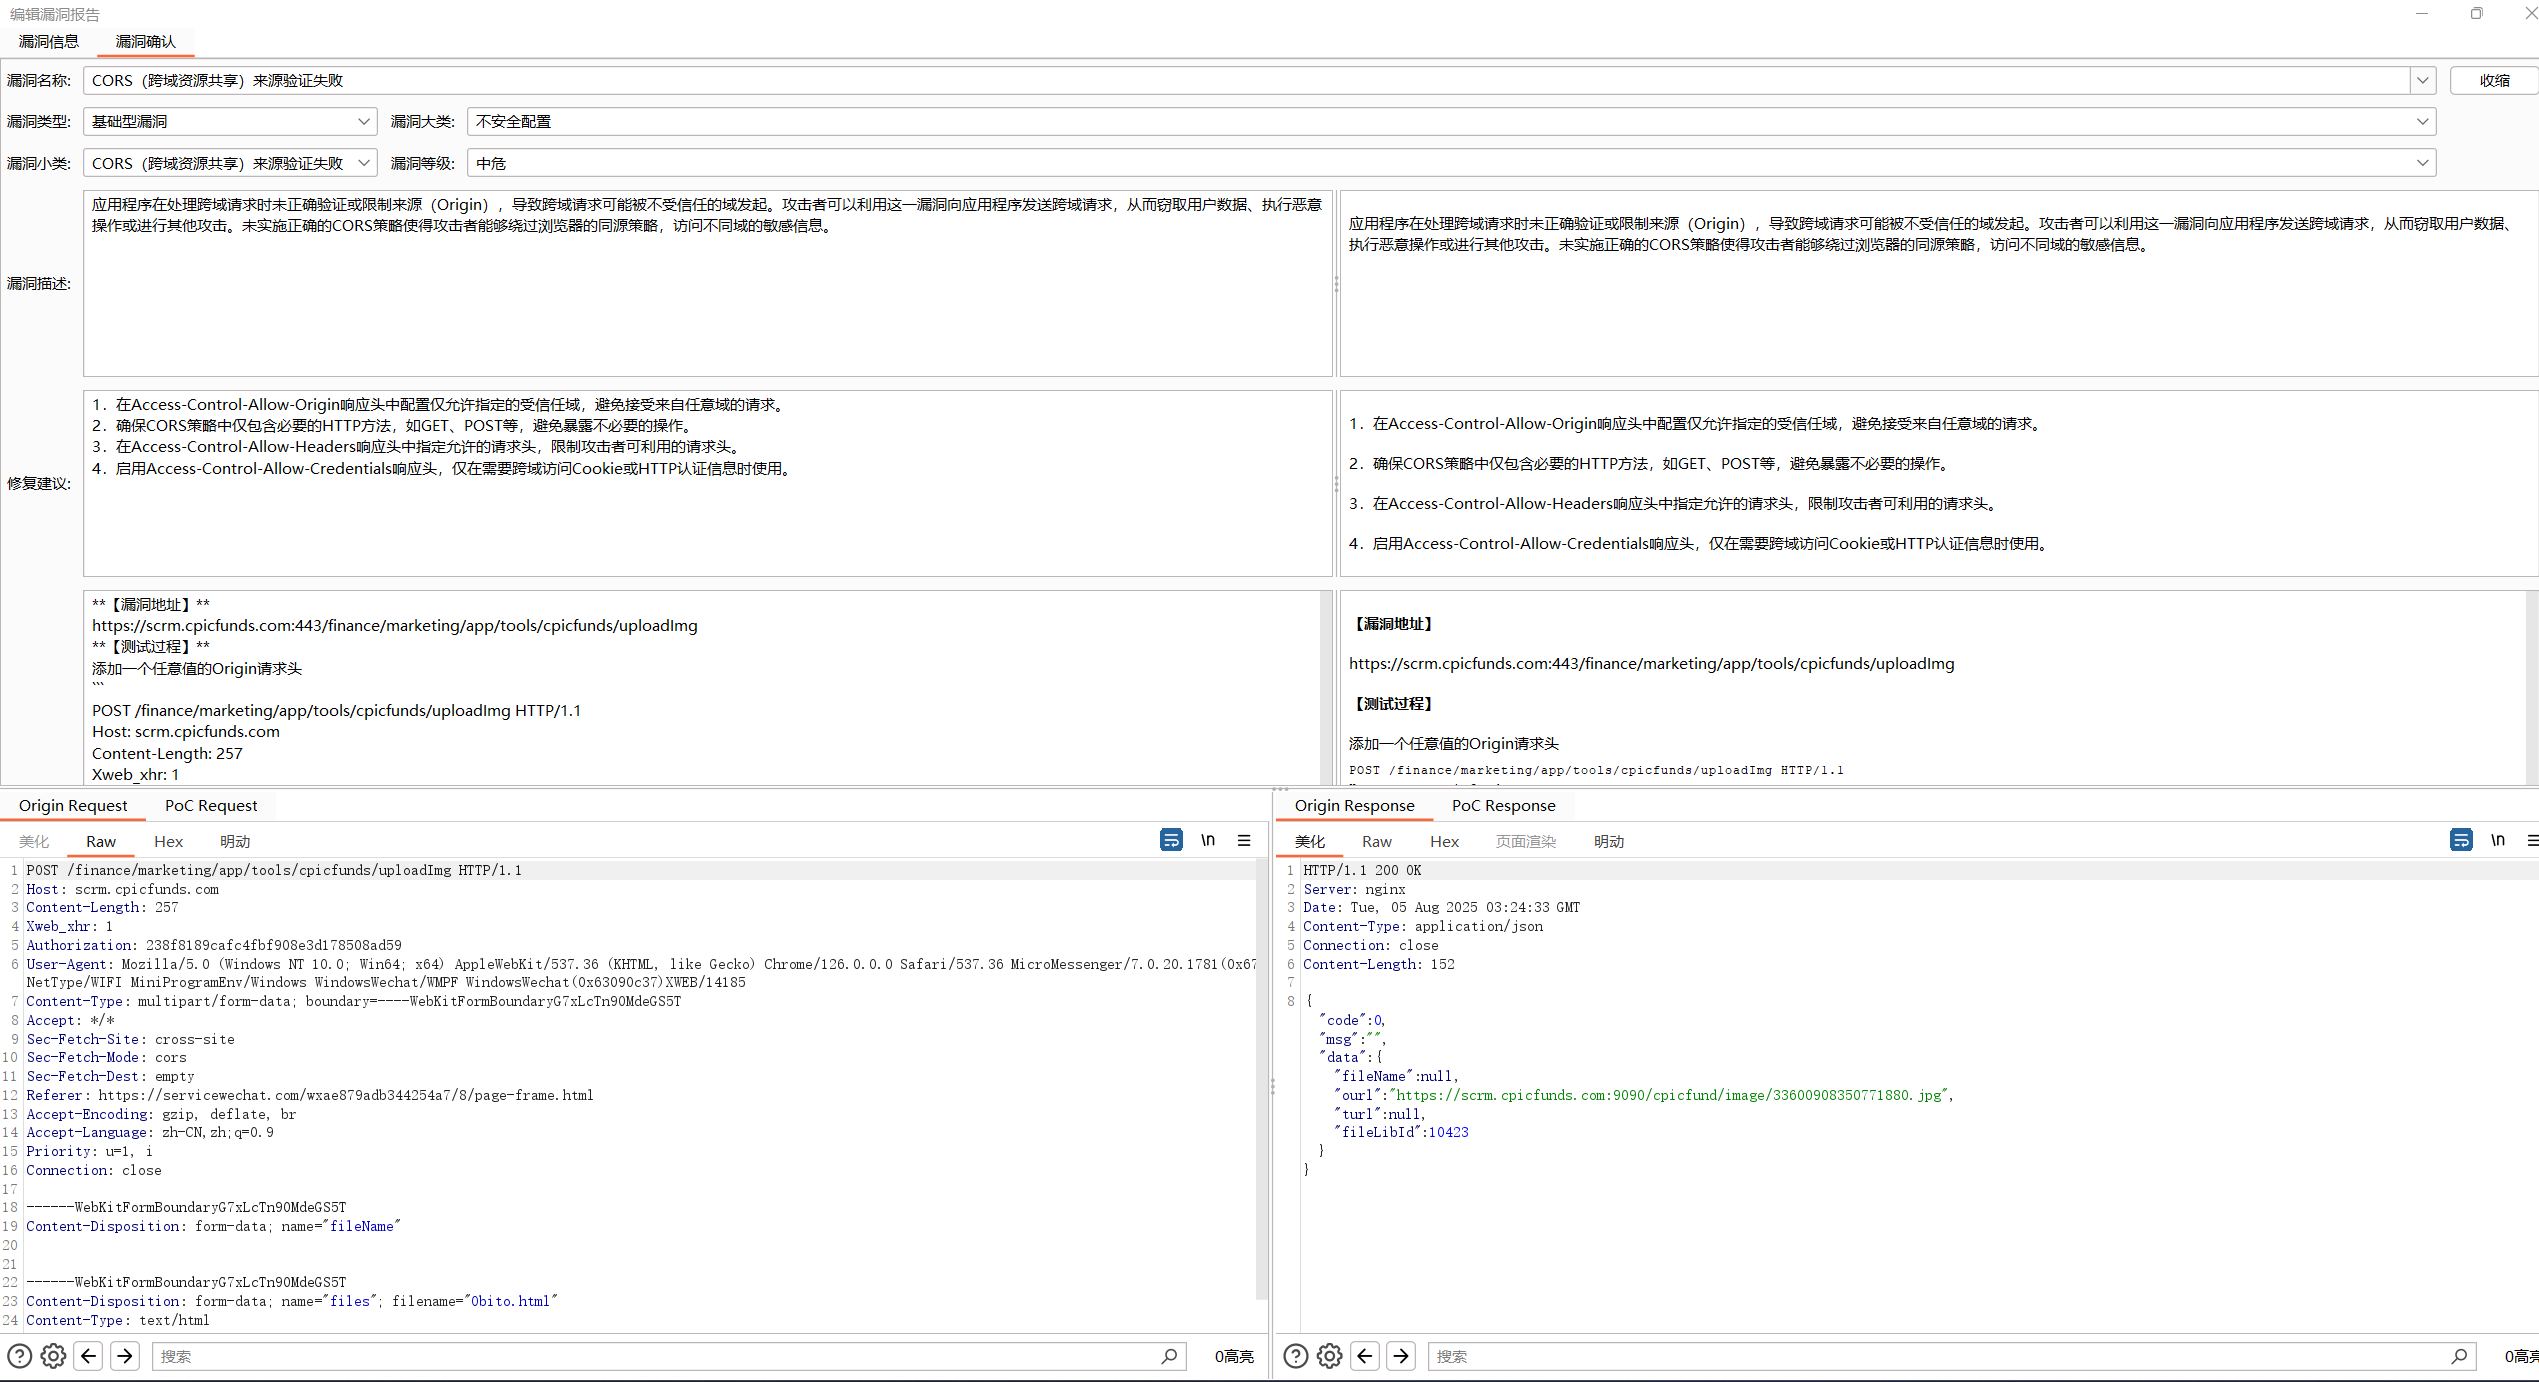 编辑漏洞报告
漏洞信息 漏洞确认
漏洞名称: CORS（跨域资源共享）来源验证失败 收缩
漏洞类型: 基础型漏洞 漏洞大类: 不安全配置
漏洞小类: CORS（跨域资源共享）来源验证失败 漏洞等级: 中危
漏洞描述:
应用程序在处理跨域请求时未正确验证或限制来源（Origin），导致跨域请求可能被不受信任的域发起。攻击者可以利用这一漏洞向应用程序发送跨域请求，从而窃取用户数据、执行恶意
操作或进行其他攻击。未实施正确的CORS策略使得攻击者能够绕过浏览器的同源策略，访问不同域的敏感信息。
应用程序在处理跨域请求时未正确验证或限制来源（Origin），导致跨域请求可能被不受信任的域发起。攻击者可以利用这一漏洞向应用程序发送跨域请求，从而窃取用户数据、
执行恶意操作或进行其他攻击。未实施正确的CORS策略使得攻击者能够绕过浏览器的同源策略，访问不同域的敏感信息。
修复建议:
1. 在Access-Control-Allow-Origin响应头中配置仅允许指定的受信任域，避免接受来自任意域的请求。
2. 确保CORS策略中仅包含必要的HTTP方法，如GET、POST等，避免暴露不必要的操作。
3. 在Access-Control-Allow-Headers响应头中指定允许的请求头，限制攻击者可利用的请求头。
4. 启用Access-Control-Allow-Credentials响应头，仅在需要跨域访问Cookie或HTTP认证信息时使用。
1. 在Access-Control-Allow-Origin响应头中配置仅允许指定的受信任域，避免接受来自任意域的请求。
2. 确保CORS策略中仅包含必要的HTTP方法，如GET、POST等，避免暴露不必要的操作。
3. 在Access-Control-Allow-Headers响应头中指定允许的请求头，限制攻击者可利用的请求头。
4. 启用Access-Control-Allow-Credentials响应头，仅在需要跨域访问Cookie或HTTP认证信息时使用。
**【漏洞地址】**
https://scrm.cpicfunds.com:443/finance/marketing/app/tools/cpicfunds/uploadImg
**【测试过程】**
添加一个任意值的Origin请求头
```
POST /finance/marketing/app/tools/cpicfunds/uploadImg HTTP/1.1
Host: scrm.cpicfunds.com
Content-Length: 257
Xweb_xhr: 1
【漏洞地址】
https://scrm.cpicfunds.com:443/finance/marketing/app/tools/cpicfunds/uploadImg
【测试过程】
添加一个任意值的Origin请求头
POST /finance/marketing/app/tools/cpicfunds/uploadImg HTTP/1.1
Origin Request PoC Request
美化 Raw Hex 明动 \n
1 POST /finance/marketing/app/tools/cpicfunds/uploadImg HTTP/1.1
2 Host: scrm.cpicfunds.com
3 Content-Length: 257
4 Xweb_xhr: 1
5 Authorization: 238f8189cafc4fbf908e3d178508ad59
6 User-Agent: Mozilla/5.0 (Windows NT 10.0; Win64; x64) AppleWebKit/537.36 (KHTML, like Gecko) Chrome/126.0.0.0 Safari/537.36 MicroMessenger/7.0.20.1781(0x67
NetType/WIFI MiniProgramEnv/Windows WindowsWechat/WMPF WindowsWechat(0x63090c37)XWEB/14185
7 Content-Type: multipart/form-data; boundary=----WebKitFormBoundaryG7xLcTn90MdeGS5T
8 Accept: */*
9 Sec-Fetch-Site: cross-site
10 Sec-Fetch-Mode: cors
11 Sec-Fetch-Dest: empty
12 Referer: https://servicewechat.com/wxae879adb344254a7/8/page-frame.html
13 Accept-Encoding: gzip, deflate, br
14 Accept-Language: zh-CN,zh;q=0.9
15 Priority: u=1, i
16 Connection: close
17
18 ------WebKitFormBoundaryG7xLcTn90MdeGS5T
19 Content-Disposition: form-data; name="fileName"
20
21
22 ------WebKitFormBoundaryG7xLcTn90MdeGS5T
23 Content-Disposition: form-data; name="files"; filename="Obito.html"
24 Content-Type: text/html
搜索 0高亮
Origin Response PoC Response
美化 Raw Hex 页面渲染 明动 \n
1 HTTP/1.1 200 OK
2 Server: nginx
3 Date: Tue, 05 Aug 2025 03:24:33 GMT
4 Content-Type: application/json
5 Connection: close
6 Content-Length: 152
7
8 {
"code":0,
"msg":"",
"data":{
"fileName":null,
"ourl":"https://scrm.cpicfunds.com:9090/cpicfund/image/33600908350771880.jpg",
"turl":null,
"fileLibId":10423
}
}
搜索 0高亮